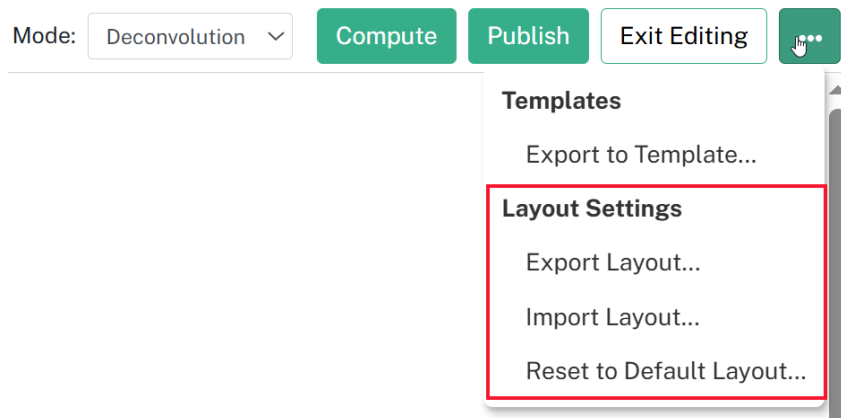 Mode: Deconvolution Compute Publish Exit Editing
Templates
Export to Template...
Layout Settings
Export Layout...
Import Layout...
Reset to Default Layout...